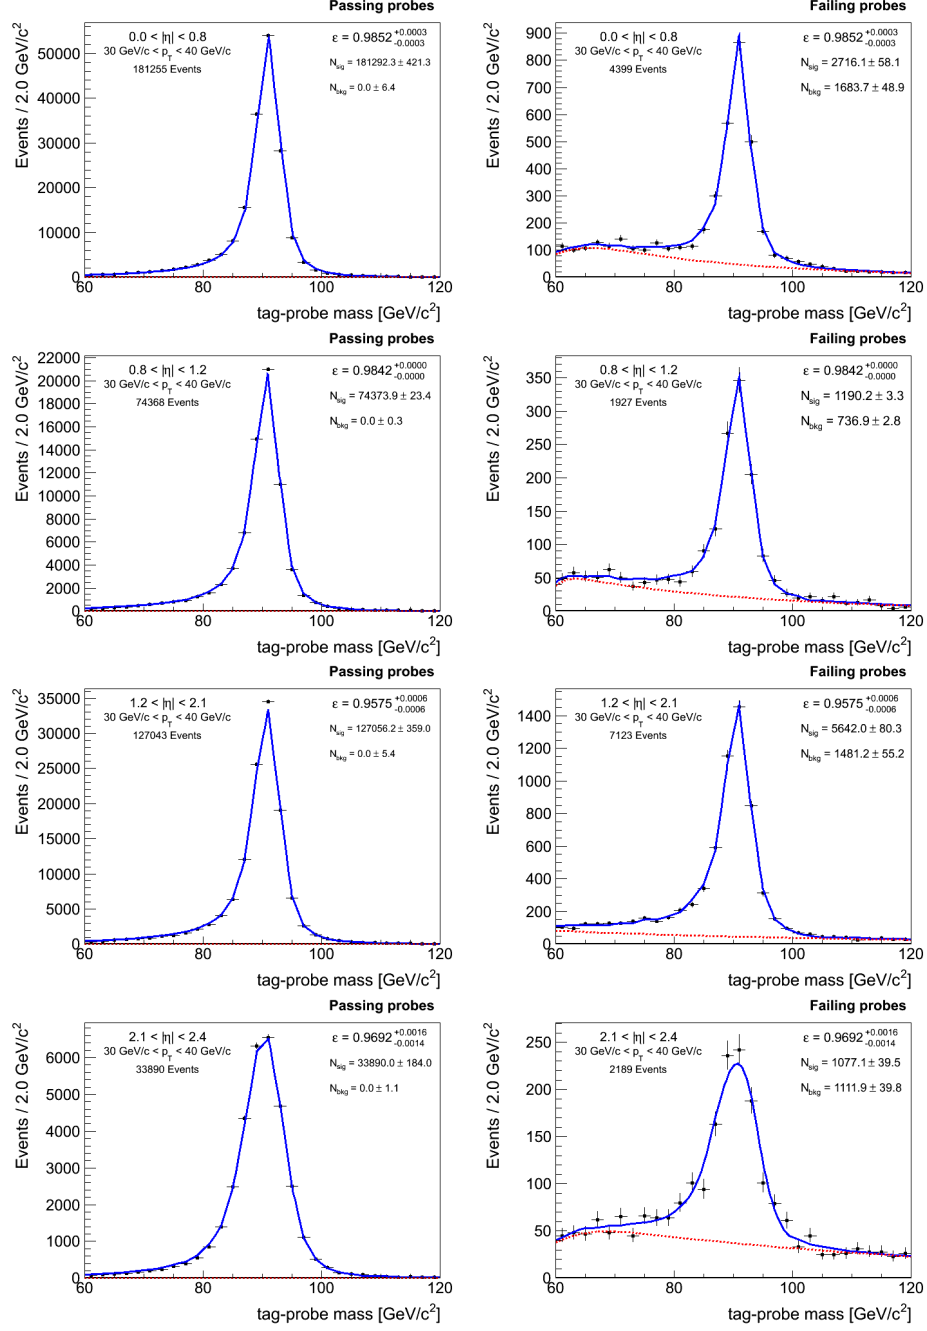 Passing probes
Events / 2.0 GeV/c²
0.0 < |η| < 0.8
30 GeV/c < p_T < 40 GeV/c
181255 Events
ε = 0.9852 +0.0003 -0.0003
N_sig = 181292.3 ± 421.3
N_bkg = 0.0 ± 6.4
50000
40000
30000
20000
10000
0
60 80 100 120
tag-probe mass [GeV/c²]
Failing probes
Events / 2.0 GeV/c²
0.0 < |η| < 0.8
30 GeV/c < p_T < 40 GeV/c
4399 Events
ε = 0.9852 +0.0003 -0.0003
N_sig = 2716.1 ± 58.1
N_bkg = 1683.7 ± 48.9
900
800
700
600
500
400
300
200
100
0
60 80 100 120
tag-probe mass [GeV/c²]
Passing probes
Events / 2.0 GeV/c²
0.8 < |η| < 1.2
30 GeV/c < p_T < 40 GeV/c
74368 Events
ε = 0.9842 +0.0000 -0.0000
N_sig = 74373.9 ± 23.4
N_bkg = 0.0 ± 0.3
22000
20000
18000
16000
14000
12000
10000
8000
6000
4000
2000
0
60 80 100 120
tag-probe mass [GeV/c²]
Failing probes
Events / 2.0 GeV/c²
0.8 < |η| < 1.2
30 GeV/c < p_T < 40 GeV/c
1927 Events
ε = 0.9842 +0.0000 -0.0000
N_sig = 1190.2 ± 3.3
N_bkg = 736.9 ± 2.8
350
300
250
200
150
100
50
0
60 80 100 120
tag-probe mass [GeV/c²]
Passing probes
Events / 2.0 GeV/c²
1.2 < |η| < 2.1
30 GeV/c < p_T < 40 GeV/c
127043 Events
ε = 0.9575 +0.0006 -0.0006
N_sig = 127056.2 ± 359.0
N_bkg = 0.0 ± 5.4
35000
30000
25000
20000
15000
10000
5000
0
60 80 100 120
tag-probe mass [GeV/c²]
Failing probes
Events / 2.0 GeV/c²
1.2 < |η| < 2.1
30 GeV/c < p_T < 40 GeV/c
7123 Events
ε = 0.9575 +0.0006 -0.0006
N_sig = 5642.0 ± 80.3
N_bkg = 1481.2 ± 55.2
1400
1200
1000
800
600
400
200
0
60 80 100 120
tag-probe mass [GeV/c²]
Passing probes
Events / 2.0 GeV/c²
2.1 < |η| < 2.4
30 GeV/c < p_T < 40 GeV/c
33890 Events
ε = 0.9692 +0.0016 -0.0014
N_sig = 33890.0 ± 184.0
N_bkg = 0.0 ± 1.1
6000
5000
4000
3000
2000
1000
0
60 80 100 120
tag-probe mass [GeV/c²]
Failing probes
Events / 2.0 GeV/c²
2.1 < |η| < 2.4
30 GeV/c < p_T < 40 GeV/c
2189 Events
ε = 0.9692 +0.0016 -0.0014
N_sig = 1077.1 ± 39.5
N_bkg = 1111.9 ± 39.8
250
200
150
100
50
0
60 80 100 120
tag-probe mass [GeV/c²]